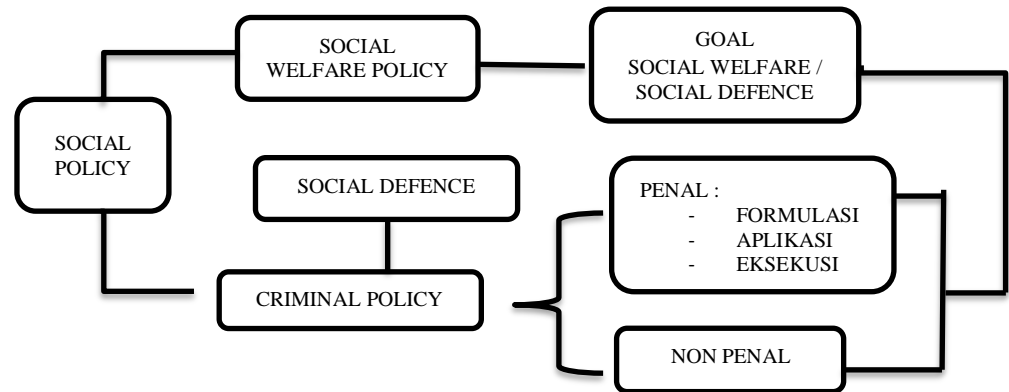 SOCIAL
WELFARE POLICY
GOAL
SOCIAL WELFARE /
SOCIAL DEFENCE
SOCIAL
POLICY
SOCIAL DEFENCE
PENAL :
- FORMULASI
- APLIKASI
- EKSEKUSI
CRIMINAL POLICY
NON PENAL